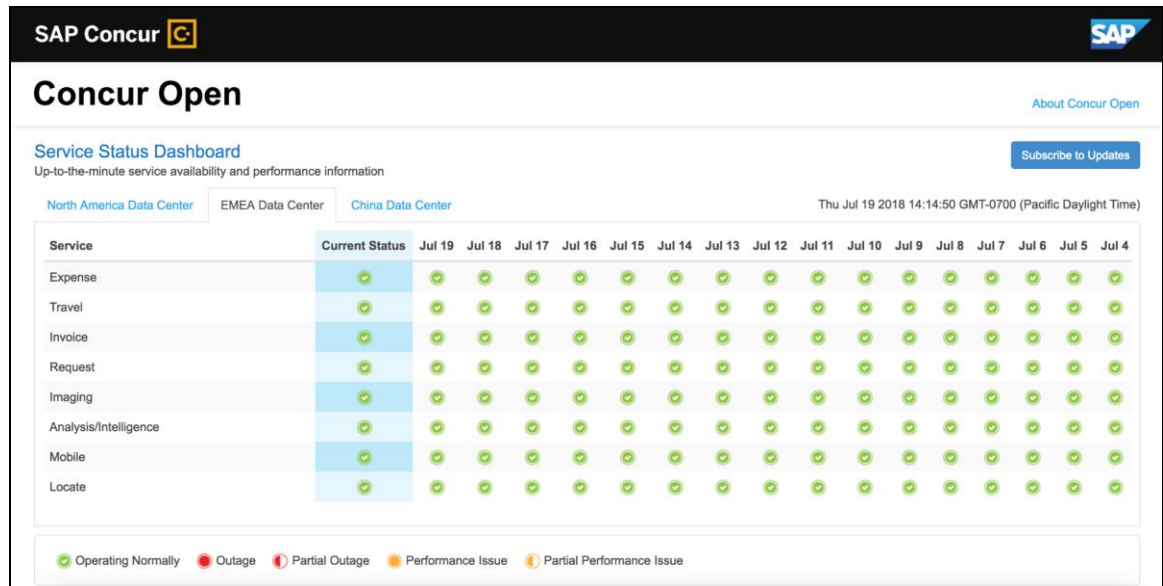 SAP Concur C
SAP
Concur Open
About Concur Open
Service Status Dashboard
Subscribe to Updates
Up-to-the-minute service availability and performance information
North America Data Center EMEA Data Center China Data Center Thu Jul 19 2018 14:14:50 GMT-0700 (Pacific Daylight Time)
Service Current Status Jul 19 Jul 18 Jul 17 Jul 16 Jul 15 Jul 14 Jul 13 Jul 12 Jul 11 Jul 10 Jul 9 Jul 8 Jul 7 Jul 6 Jul 5 Jul 4
Expense
Travel
Invoice
Request
Imaging
Analysis/Intelligence
Mobile
Locate
Operating Normally Outage Partial Outage Performance Issue Partial Performance Issue